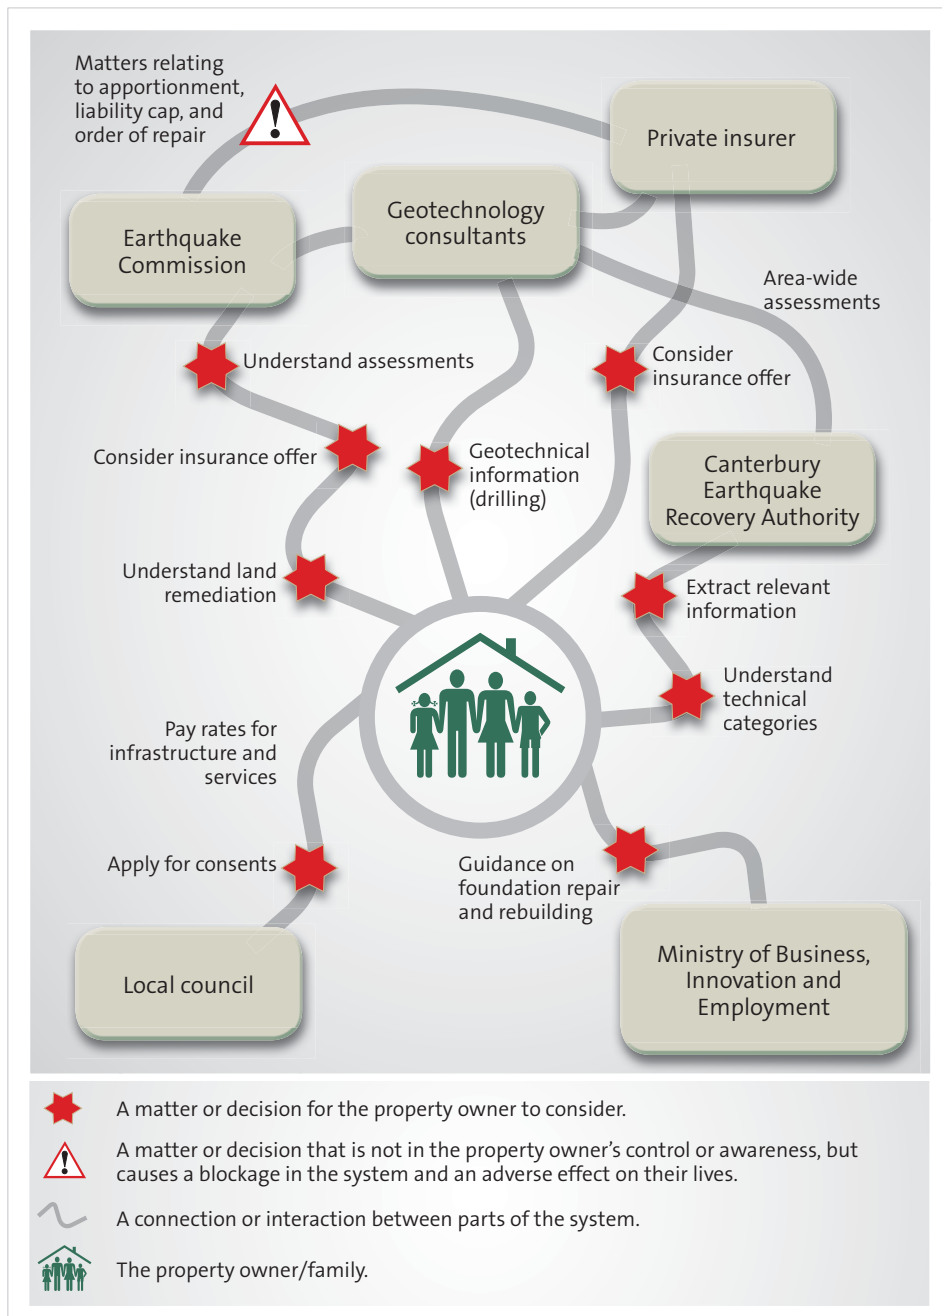 Matters relating
to apportionment,
liability cap, and
order of repair
Private insurer
Geotechnology
consultants
Earthquake
Commission
Area-wide
assessments
Understand assessments
Consider
insurance offer
Consider insurance offer
Geotechnical
information
(drilling)
Canterbury
Earthquake
Recovery Authority
Understand land
remediation
Extract relevant
information
Understand
technical
categories
Pay rates for
infrastructure and
services
Apply for consents
Guidance on
foundation repair
and rebuilding
Local council
Ministry of Business,
Innovation and
Employment
A matter or decision for the property owner to consider.
A matter or decision that is not in the property owner’s control or awareness, but
causes a blockage in the system and an adverse effect on their lives.
A connection or interaction between parts of the system.
The property owner/family.